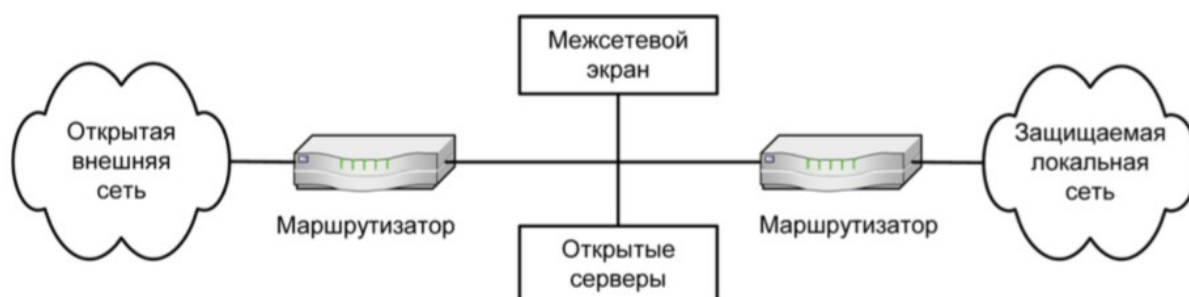 Межсетевой
экран
Открытая
внешняя
сеть
Защищаемая
локальная
сеть
Маршрутизатор
Маршрутизатор
Открытые
серверы